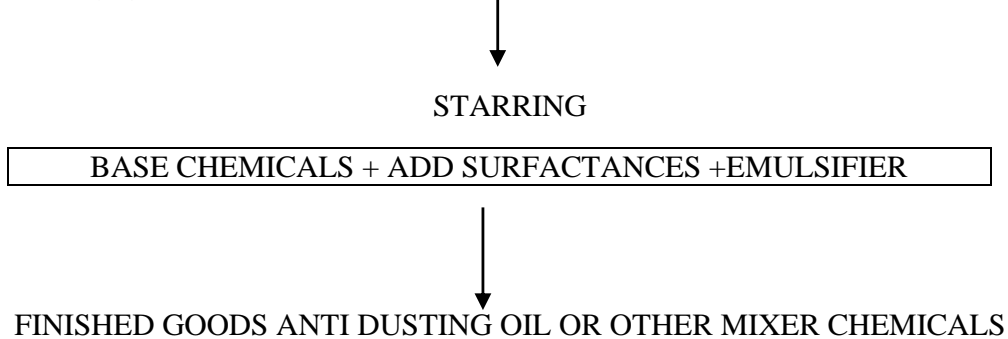 STARRING
BASE CHEMICALS + ADD SURFACTANCES +EMULSIFIER
FINISHED GOODS ANTI DUSTING OIL OR OTHER MIXER CHEMICALS